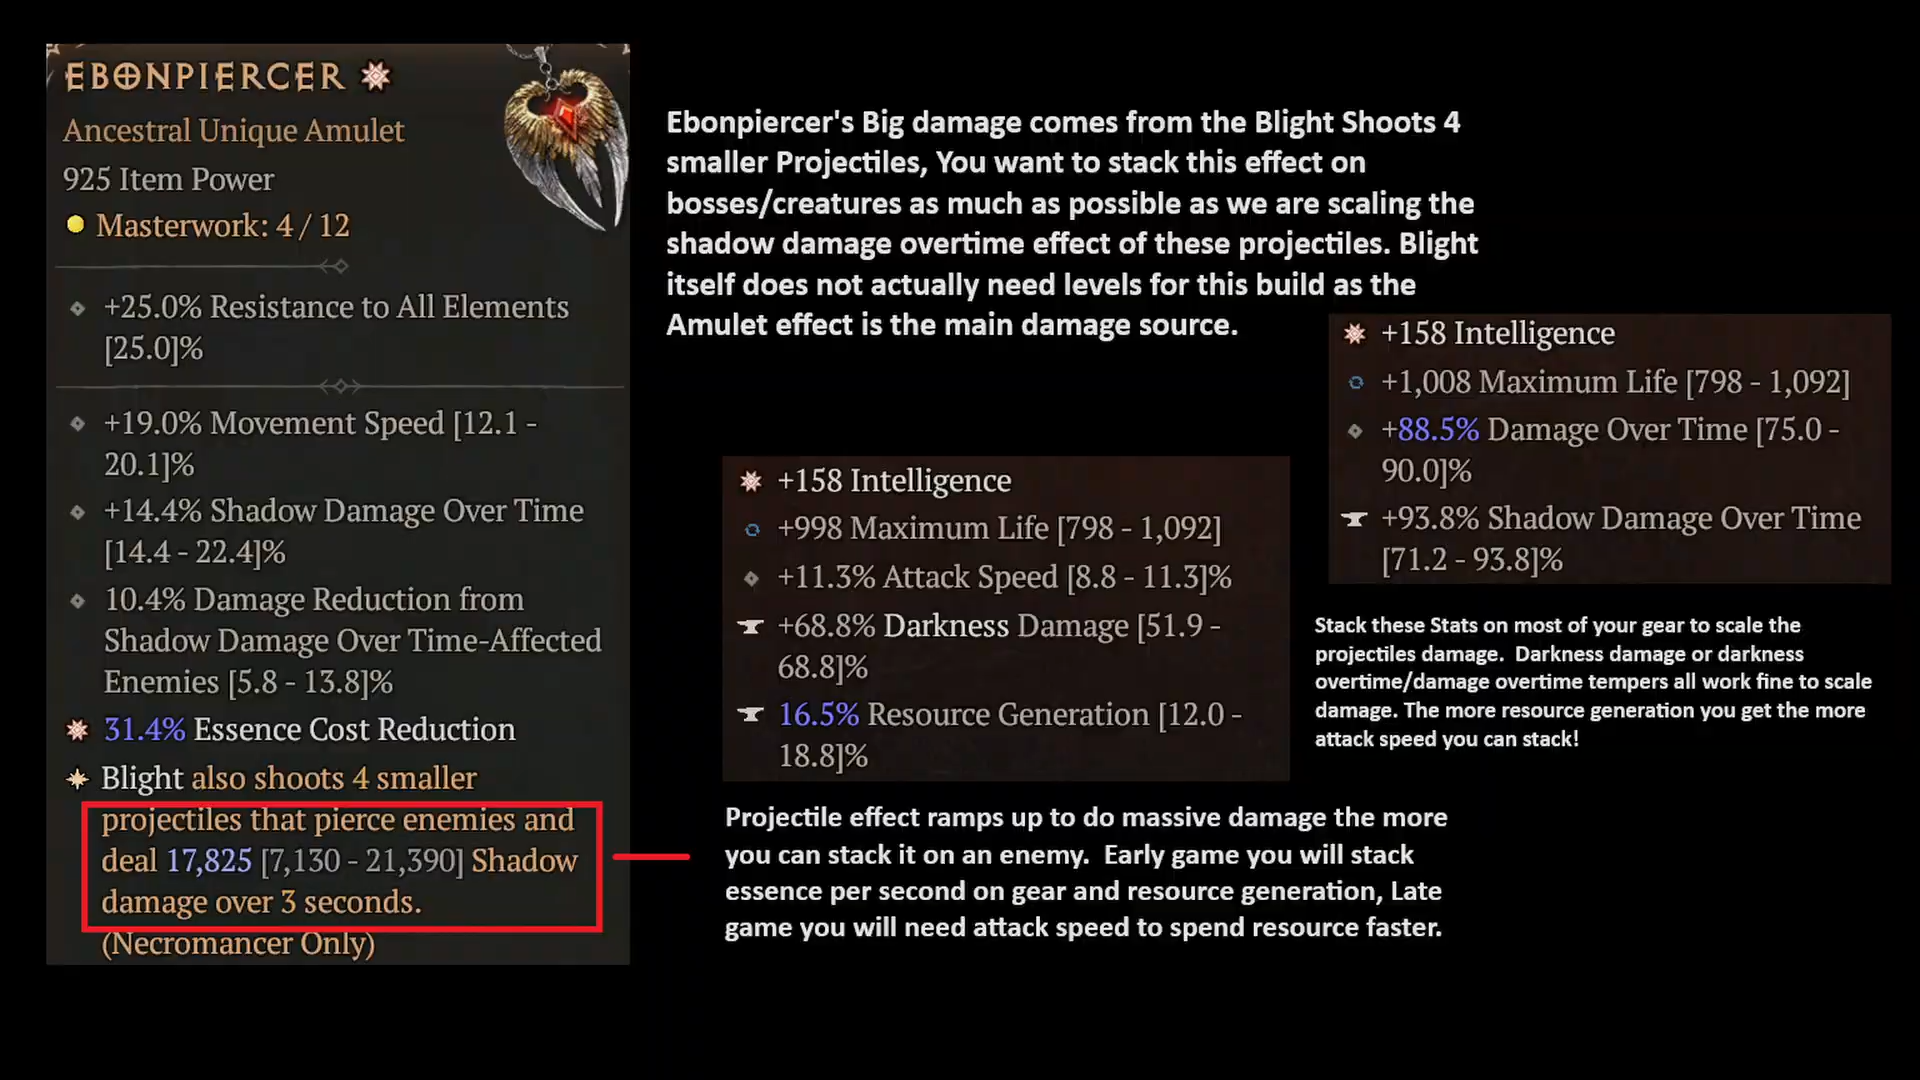 EBONPIERCER
Ancestral Unique Amulet
925 Item Power
Masterwork: 4 / 12
+25.0% Resistance to All Elements
[25.0]%
+19.0% Movement Speed [12.1 -
20.1]%
+14.4% Shadow Damage Over Time
[14.4 - 22.4]%
10.4% Damage Reduction from
Shadow Damage Over Time-Affected
Enemies [5.8 - 13.8]%
31.4% Essence Cost Reduction
Blight also shoots 4 smaller
projectiles that pierce enemies and
deal 17,825 [7,130 - 21,390] Shadow
damage over 3 seconds.
(Necromancer Only)
Ebonpiercer's Big damage comes from the Blight Shoots 4
smaller Projectiles, You want to stack this effect on
bosses/creatures as much as possible as we are scaling the
shadow damage overtime effect of these projectiles. Blight
itself does not actually need levels for this build as the
Amulet effect is the main damage source.
+158 Intelligence
+998 Maximum Life [798 - 1,092]
+11.3% Attack Speed [8.8 - 11.3]%
+68.8% Darkness Damage [51.9 -
68.8]%
16.5% Resource Generation [12.0 -
18.8]%
+158 Intelligence
+1,008 Maximum Life [798 - 1,092]
+88.5% Damage Over Time [75.0 -
90.0]%
+93.8% Shadow Damage Over Time
[71.2 - 93.8]%
Stack these Stats on most of your gear to scale the
projectiles damage. Darkness damage or darkness
overtime/damage overtime tempers all work fine to scale
damage. The more resource generation you get the more
attack speed you can stack!
Projectile effect ramps up to do massive damage the more
you can stack it on an enemy. Early game you will stack
essence per second on gear and resource generation, Late
game you will need attack speed to spend resource faster.